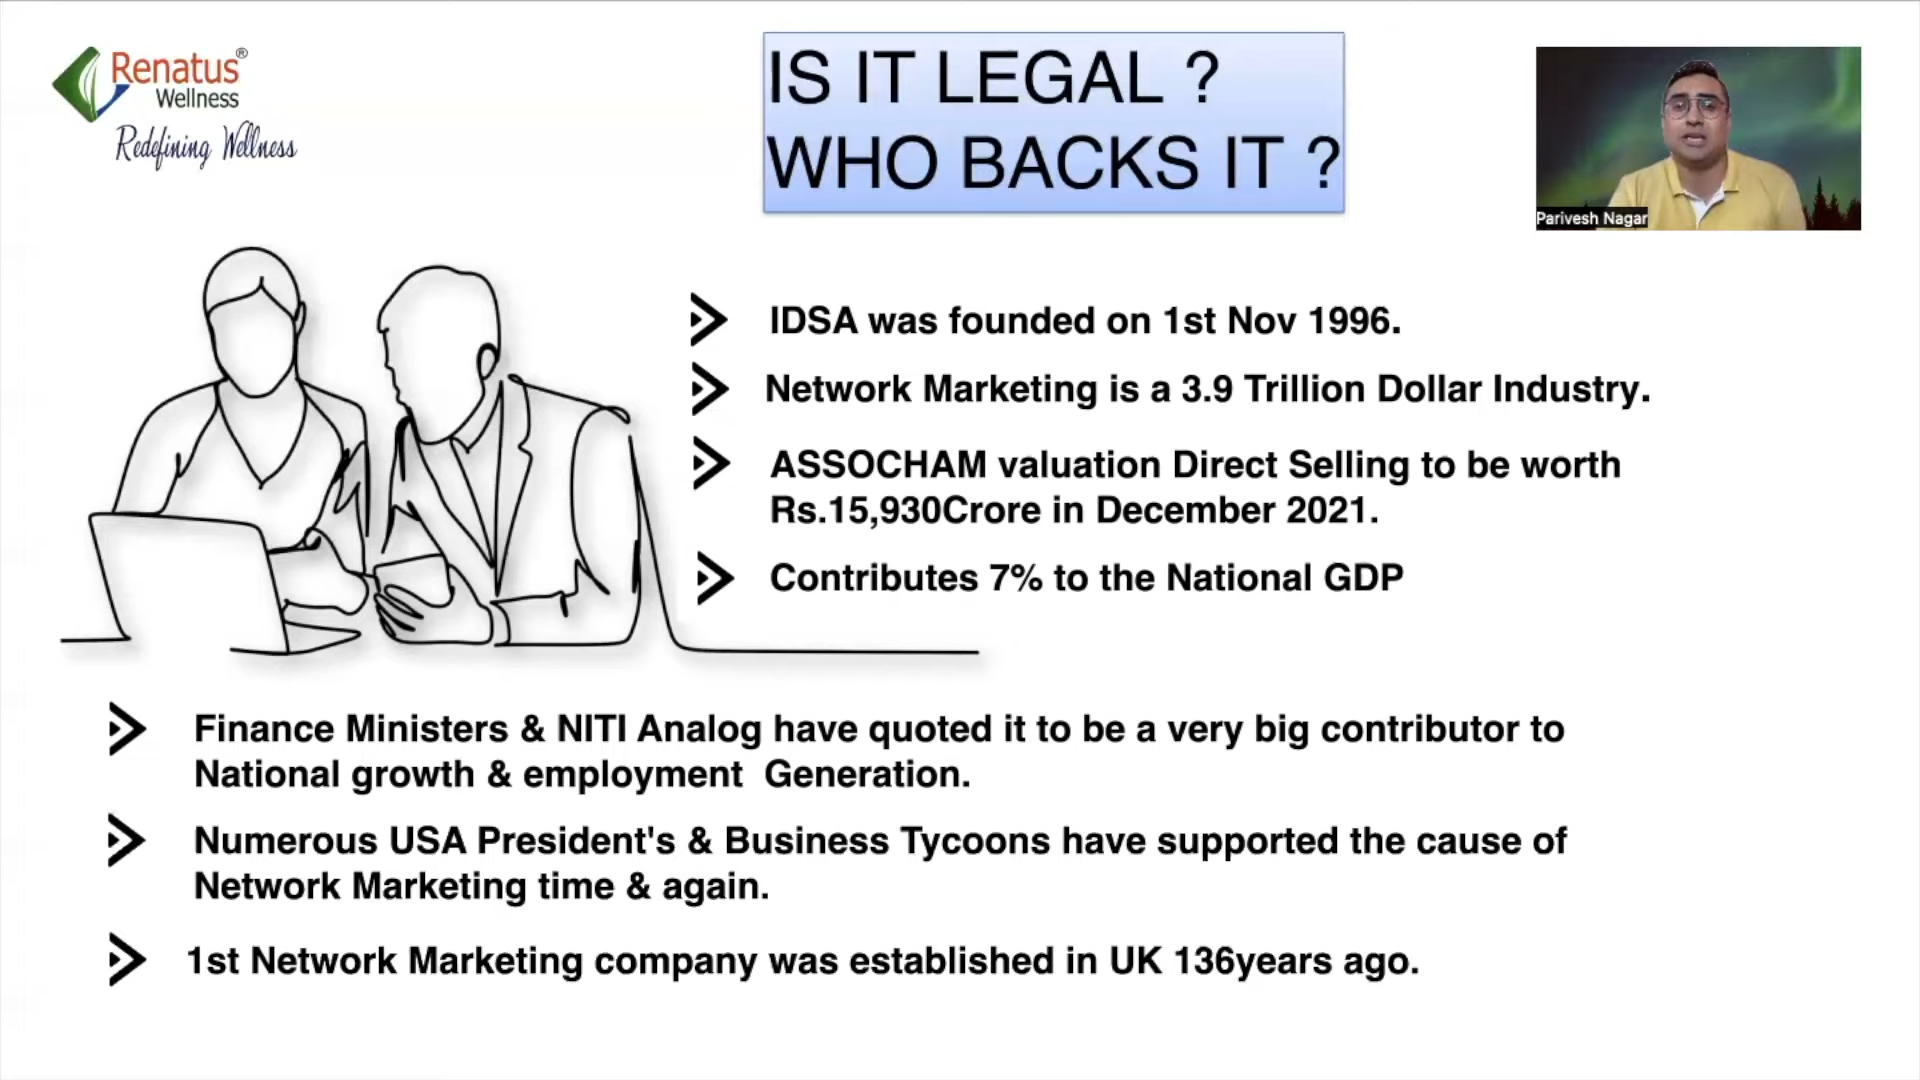 Renatus®
Wellness
Redefining Wellness
IS IT LEGAL ?
WHO BACKS IT ?
Parivesh Nagar
IDSA was founded on 1st Nov 1996.
Network Marketing is a 3.9 Trillion Dollar Industry.
ASSOCHAM valuation Direct Selling to be worth
Rs.15,930Crore in December 2021.
Contributes 7% to the National GDP
Finance Ministers & NITI Analog have quoted it to be a very big contributor to
National growth & employment  Generation.
Numerous USA President's & Business Tycoons have supported the cause of
Network Marketing time & again.
1st Network Marketing company was established in UK 136years ago.